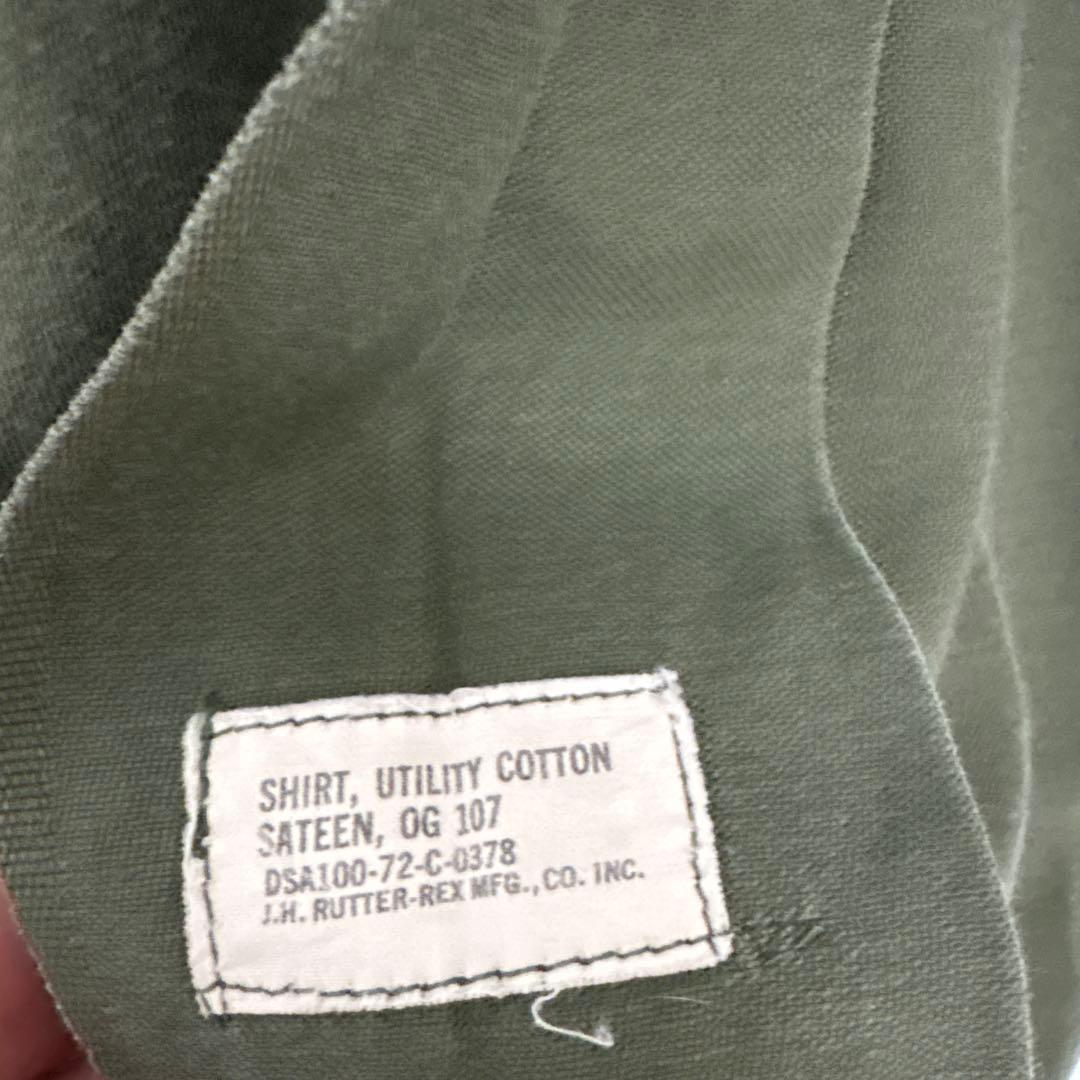 SHIRT, UTILITY COTTON
SATEEN, OG 107
DSA100-72-C-0378
J.H. RUTTER-REX MFG., CO. INC.